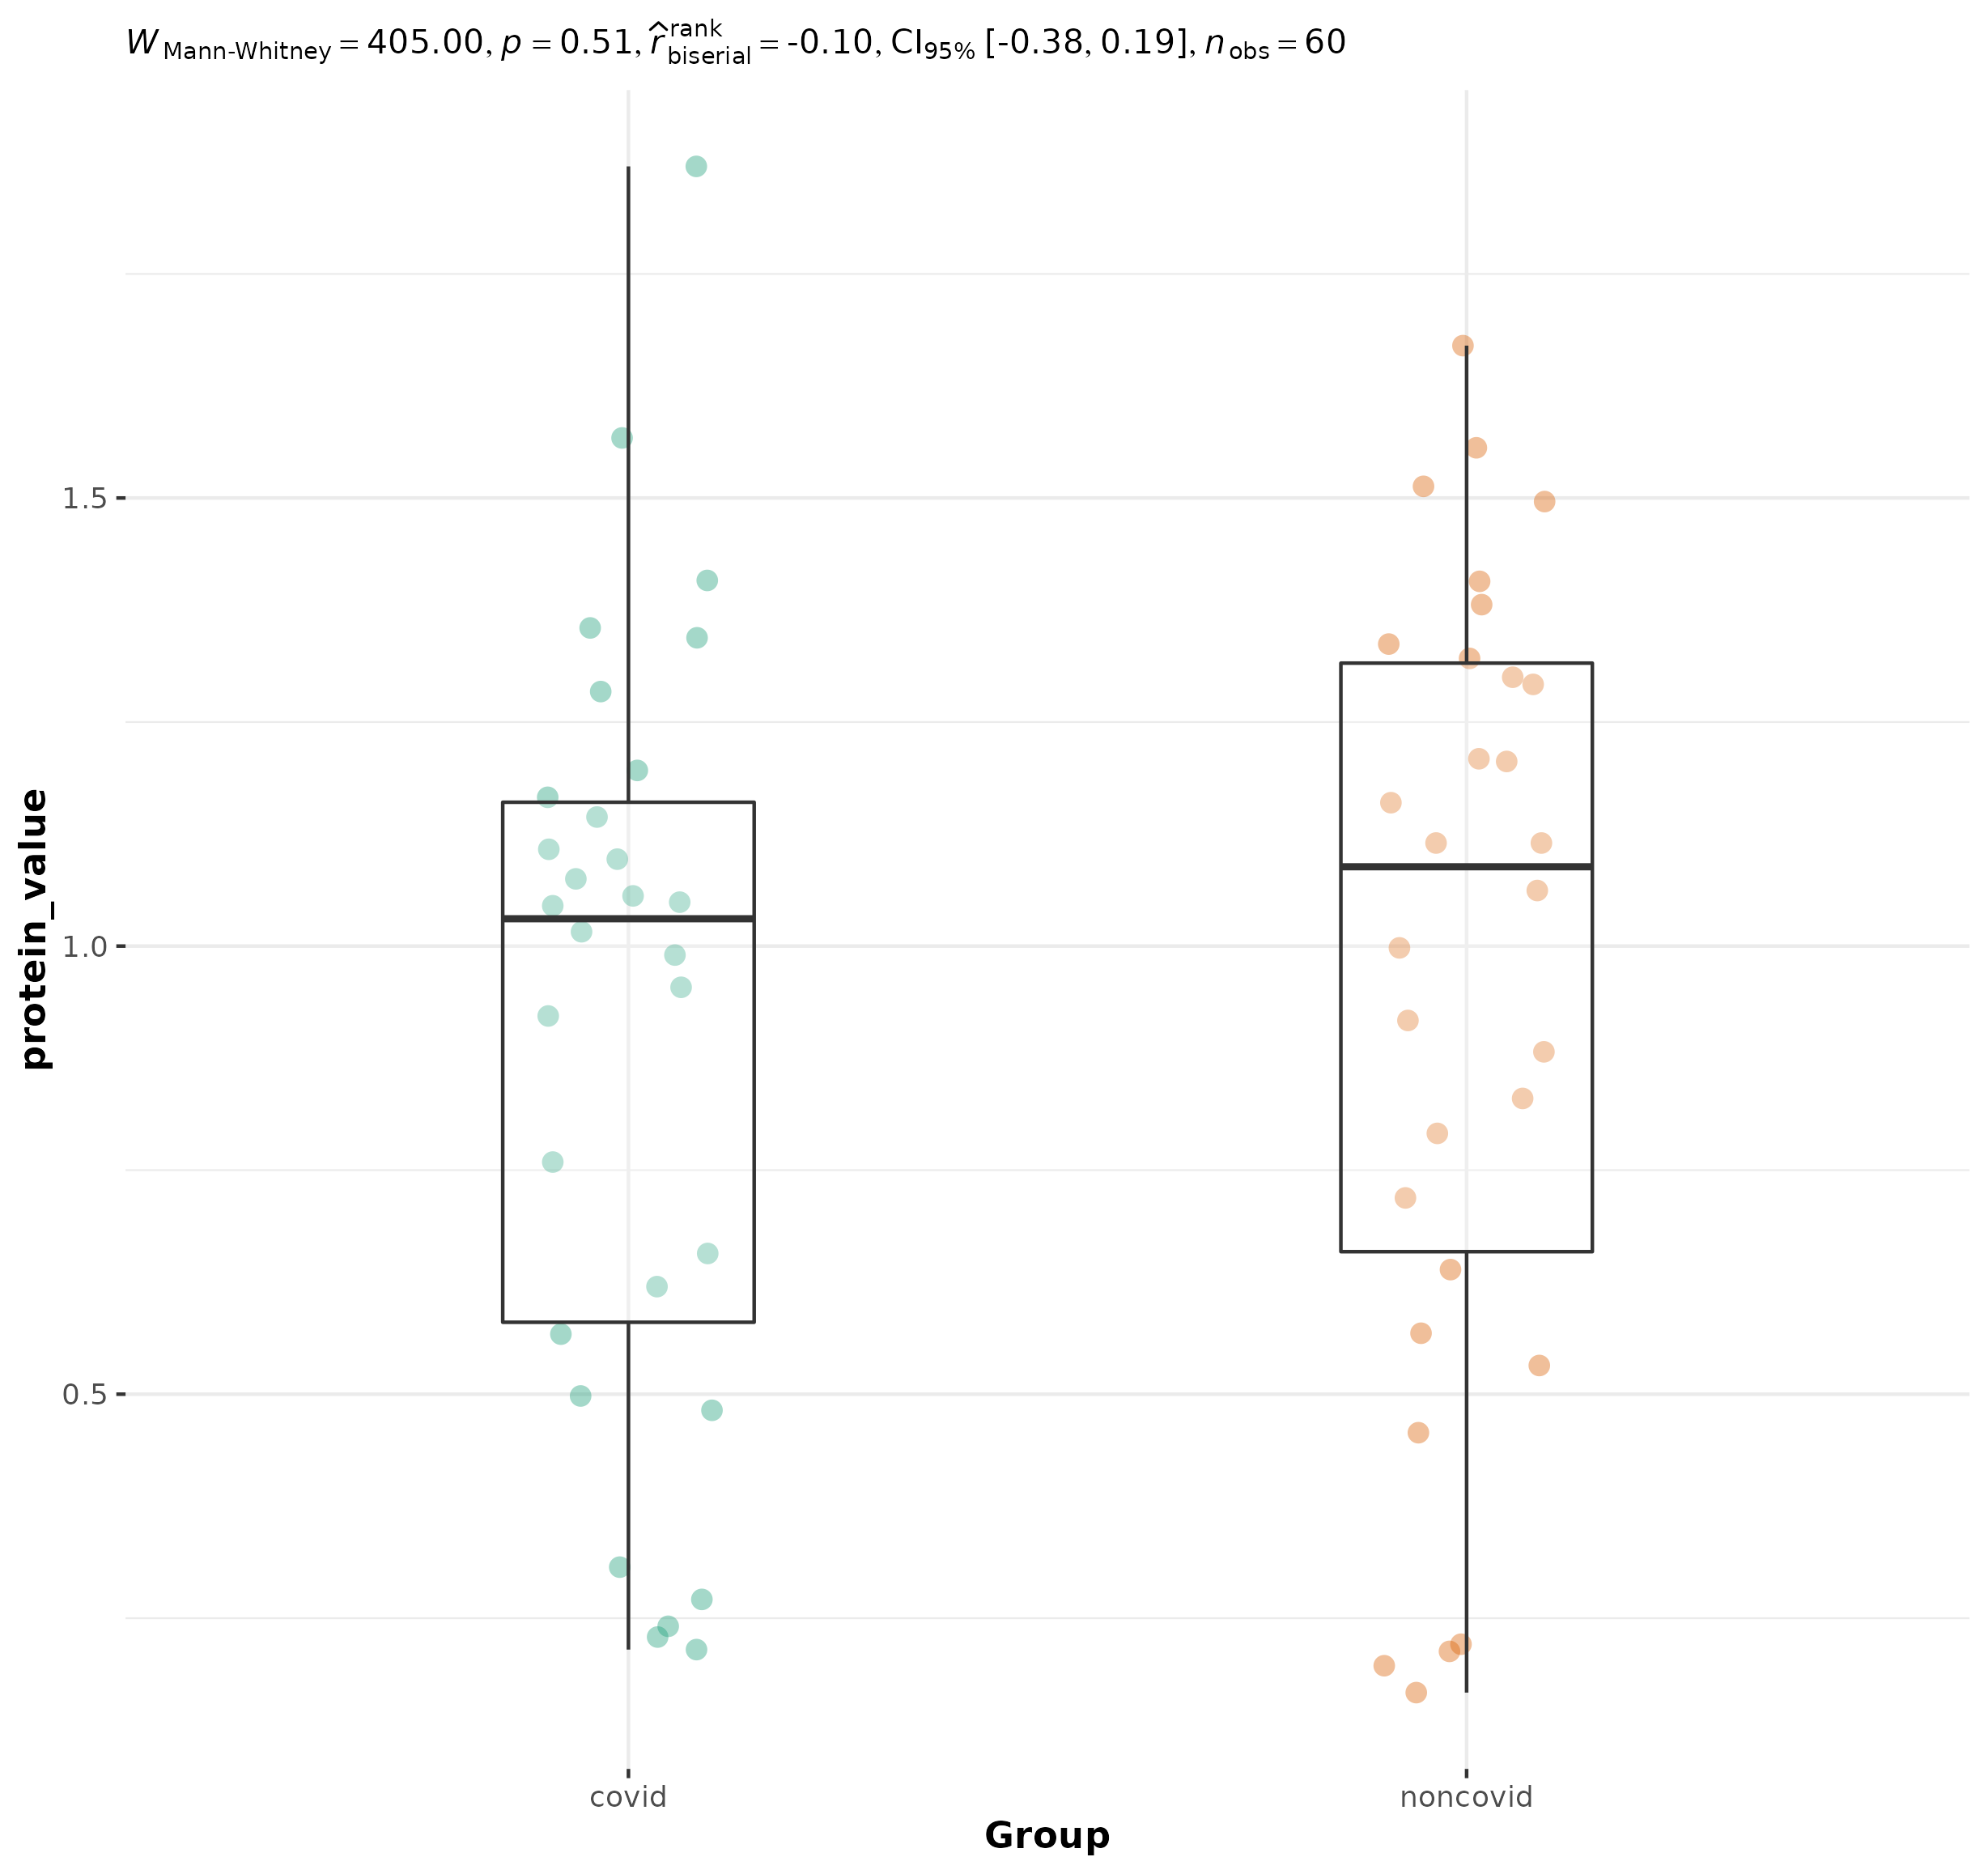 W Mann-Whitney = 405.00, p = 0.51, r̂ rank biserial = -0.10, CI95% [-0.38, 0.19], n obs = 60
protein_value
1.5
1.0
0.5
covid noncovid
Group